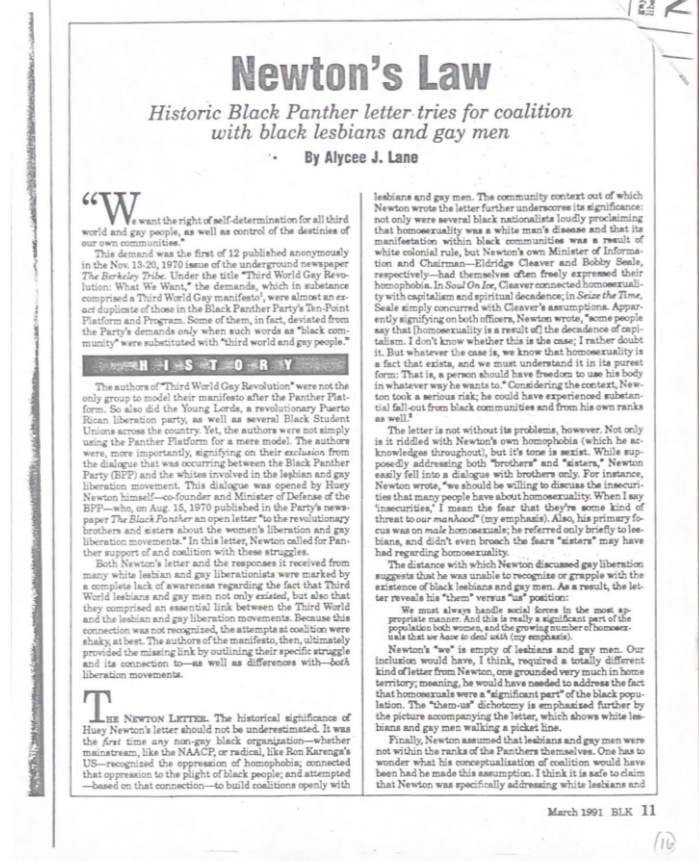 Newton's Law
Historic Black Panther letter tries for coalition
with black lesbians and gay men
By Alycee J. Lane
"We want the right of self-determination for all third
world and gay people, as well as control of the destinies of
our own communities."
This demand was the first of 12 published anonymously
in the Nov. 13-20, 1970 issue of the underground newspaper
The Berkeley Tribe. Under the title "Third World Gay Revo-
lution: What We Want," the demands, which in substance
comprised a Third World Gay manifesto¹, were almost an ex-
act duplicate of those in the Black Panther Party's Ten-Point
Platform and Program. Some of them, in fact, deviated from
the Party's demands only when such words as "black com-
munity" were substituted with "third world and gay people."
HISTORY
The authors of "Third World Gay Revolution" were not the
only group to model their manifesto after the Panther Plat-
form. So also did the Young Lords, a revolutionary Puerto
Rican liberation party, as well as several Black Student
Unions across the country. Yet, the authors were not simply
using the Panther Platform for a mere model. The authors
were, more importantly, signifying on their exclusion from
the dialogue that was occurring between the Black Panther
Party (BPP) and the whites involved in the lesbian and gay
liberation movement. This dialogue was opened by Huey
Newton himself—co-founder and Minister of Defense of the
BPP—who, on Aug. 15, 1970 published in the Party's news-
paper The Black Panther an open letter "to the revolutionary
brothers and sisters about the women's liberation and gay
liberation movements." In this letter, Newton called for Pan-
ther support of and coalition with these struggles.
Both Newton's letter and the responses it received from
many white lesbian and gay liberationists were marked by
a complete lack of awareness regarding the fact that Third
World lesbians and gay men not only existed, but also that
they comprised an essential link between the Third World
and the lesbian and gay liberation movements. Because this
connection was not recognized, the attempts at coalition were
shaky, at best. The authors of the manifesto, then, ultimately
provided the missing link by outlining their specific struggle
and its connection to—as well as differences with—both
liberation movements.
THE NEWTON LETTER. The historical significance of
Huey Newton's letter should not be underestimated. It was
the first time any non-gay black organization—whether
mainstream, like the NAACP, or radical, like Ron Karenga's
US—recognized the oppression of homophobia; connected
that oppression to the plight of black people; and attempted
—based on that connection—to build coalitions openly with
lesbians and gay men. The community context out of which
Newton wrote the letter further underscores its significance:
not only were several black nationalists loudly proclaiming
that homosexuality was a white man's disease and that its
manifestation within black communities was a result of
white colonial rule, but Newton's own Minister of Informa-
tion and Chairman—Eldridge Cleaver and Bobby Seale,
respectively—had themselves often freely expressed their
homophobia. In Soul On Ice, Cleaver connected homosexuali-
ty with capitalism and spiritual decadence; in Seize the Time,
Seale simply concurred with Cleaver's assumptions. Appar-
ently signifying on both officers, Newton wrote, "some people
say that [homosexuality is a result of] the decadence of capi-
talism. I don't know whether this is the case; I rather doubt
it. But whatever the case is, we know that homosexuality is
a fact that exists, and we must understand it in its purest
form: That is, a person should have freedom to use his body
in whatever way he wants to." Considering the context, New-
ton took a serious risk; he could have experienced substan-
tial fall-out from black communities and from his own ranks
as well.²
The letter is not without its problems, however. Not only
is it riddled with Newton's own homophobia (which he ac-
knowledges throughout), but it's tone is sexist. While sup-
posedly addressing both "brothers" and "sisters," Newton
easily fell into a dialogue with brothers only. For instance,
Newton wrote, "we should be willing to discuss the insecuri-
ties that many people have about homosexuality. When I say
'insecurities,' I mean the fear that they're some kind of
threat to our manhood" (my emphasis). Also, his primary fo-
cus was on male homosexuals; he referred only briefly to les-
bians, and didn't even broach the fears "sisters" may have
had regarding homosexuality.
The distance with which Newton discussed gay liberation
suggests that he was unable to recognize or grapple with the
existence of black lesbians and gay men. As a result, the let-
ter reveals his "them" versus "us" position:
We must always handle social forces in the most ap-
propriate manner. And this is really a significant part of the
population both women, and the growing number of homosex-
uals that we have to deal with (my emphasis).
Newton's "we" is empty of lesbians and gay men. Our
inclusion would have, I think, required a totally different
kind of letter from Newton, one grounded very much in home
territory; meaning, he would have needed to address the fact
that homosexuals were a "significant part" of the black popu-
lation. The "them-us" dichotomy is emphasized further by
the picture accompanying the letter, which shows white les-
bians and gay men walking a picket line.
Finally, Newton assumed that lesbians and gay men were
not within the ranks of the Panthers themselves. One has to
wonder what his conceptualization of coalition would have
been had he made this assumption. I think it is safe to claim
that Newton was specifically addressing white lesbians and
March 1991 BLK 11
(16)